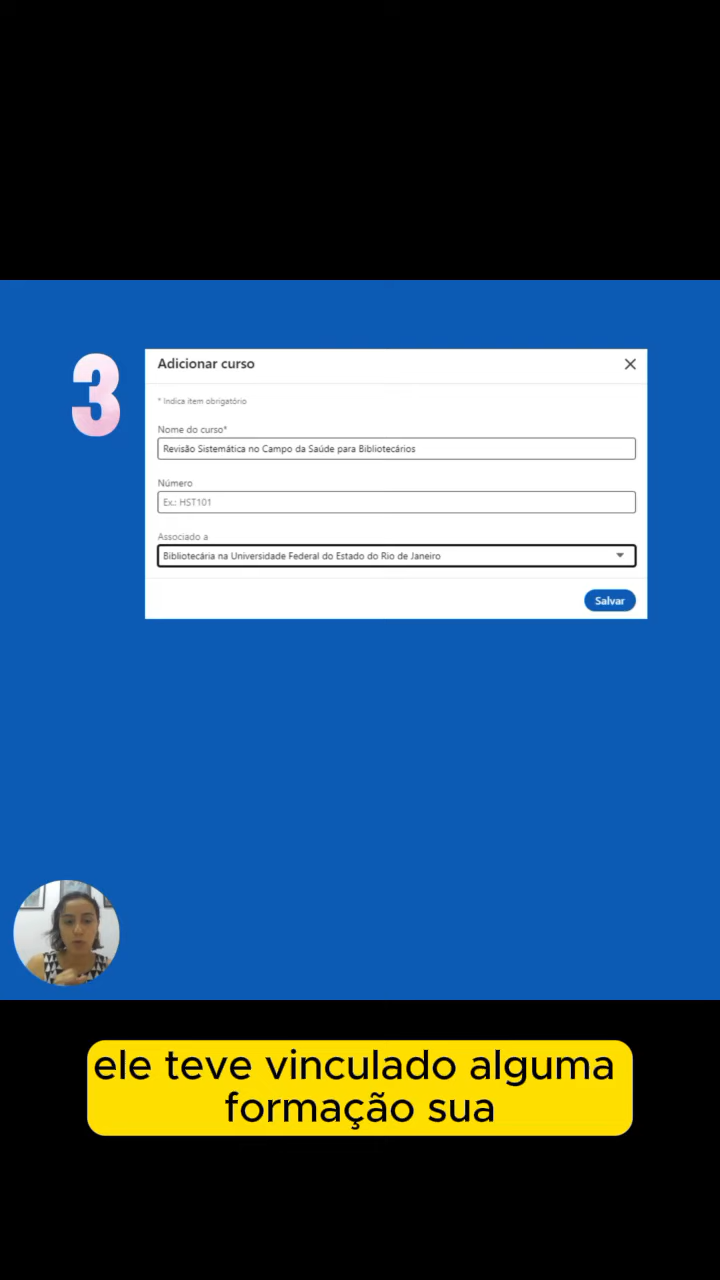 3
Adicionar curso
* Indica item obrigatório
Nome do curso*
Revisão Sistemática no Campo da Saúde para Bibliotecários
Número
Ex.: HST101
Associado a
Bibliotecária na Universidade Federal do Estado do Rio de Janeiro
Salvar
ele teve vinculado alguma
formação sua